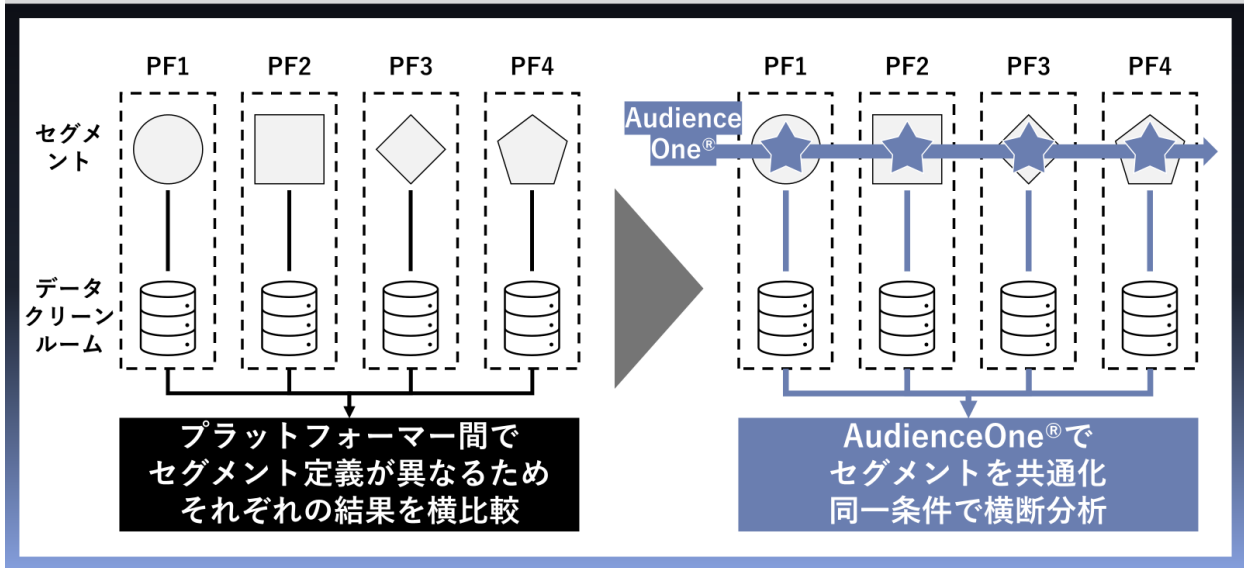 PF1
PF2
PF3
PF4
セグメ
ント
データ
クリーン
ルーム
プラットフォーマー間で
セグメント定義が異なるため
それぞれの結果を横比較
PF1
PF2
PF3
PF4
Audience
One®
AudienceOne®で
セグメントを共通化
同一条件で横断分析